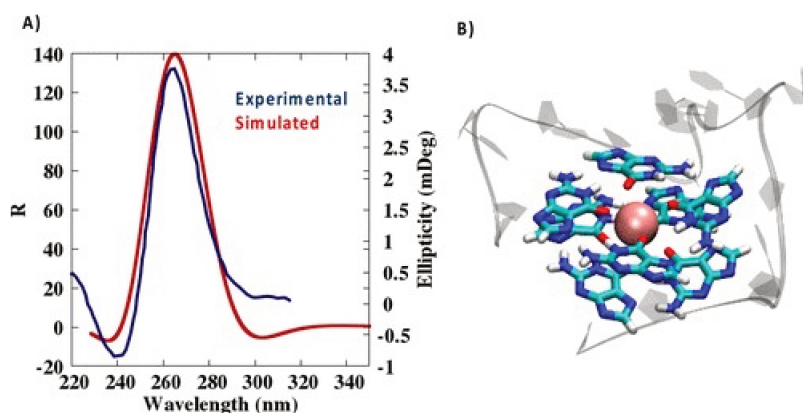 A)
B)
140
120
100
80
60
40
20
0
-20
R
Experimental
Simulated
4
3.5
3
2.5
2
1.5
1
0.5
0
-0.5
-1
Ellipticity (mDeg)
220 240 260 280 300 320 340
Wavelength (nm)